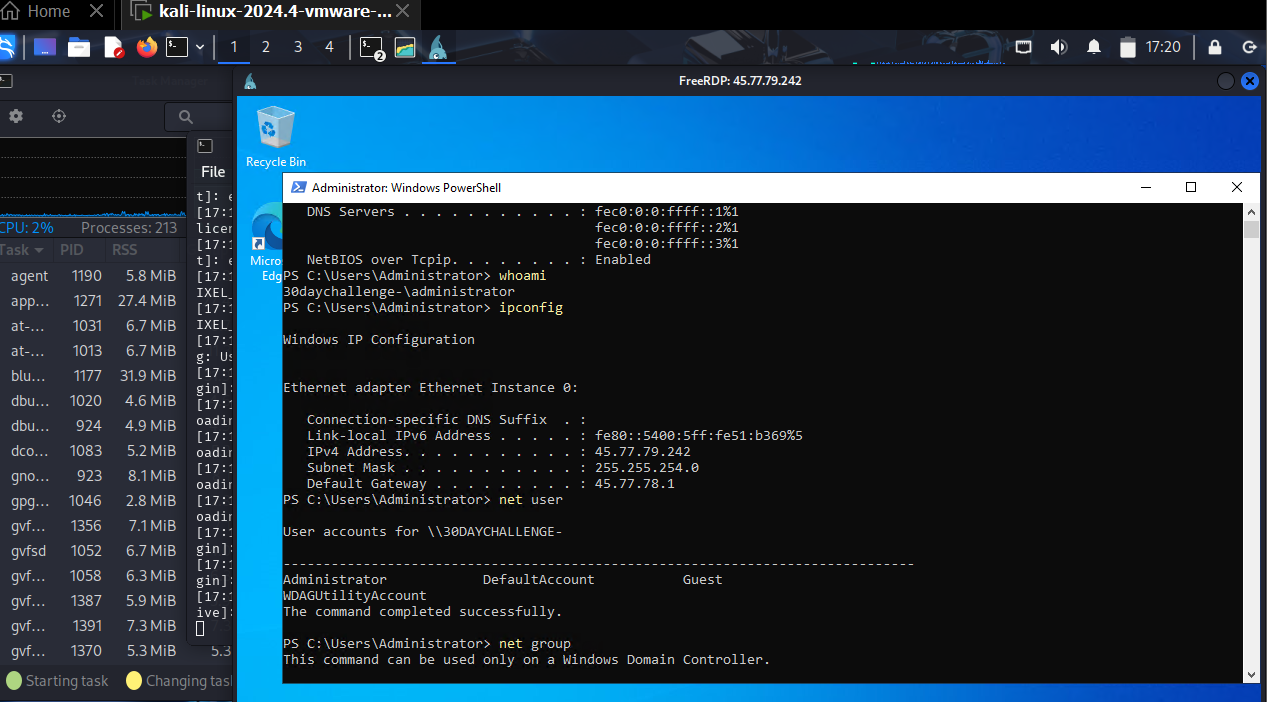 Home
kali-linux-2024.4-vmware-...
1 2 3 4
2
17:20
FreeRDP: 45.77.79.242
Recycle Bin
File
CPU: 2% Processes: 213
Task PID RSS
agent 1190 5.8 MiB
app... 1271 27.4 MiB
at-... 1031 6.7 MiB
at-... 1013 6.7 MiB
blu... 1177 31.9 MiB
dbu... 1020 4.6 MiB
dbu... 924 4.9 MiB
dco... 1083 5.2 MiB
gno... 923 8.1 MiB
gpg... 1046 2.8 MiB
gvf... 1356 7.1 MiB
gvfsd 1052 6.7 MiB
gvf... 1058 6.3 MiB
gvf... 1387 5.9 MiB
gvf... 1391 7.3 MiB
gvf... 1370 5.3 MiB 5.3
Starting task Changing task
t]: e
[17:1
licen
[17:1
t]: e
[17:1
IXEL_
[17:1
IXEL_
[17:1
g: Us
[17:1
gin]:
[17:1
oadin
[17:1
oadin
[17:1
oadin
[17:1
oadin
[17:1
gin]:
[17:1
gin]:
[17:1
ive]:
Micros
Edg
Administrator: Windows PowerShell
DNS Servers . . . . . . . . . . . : fec0:0:0:ffff::1%1
fec0:0:0:ffff::2%1
fec0:0:0:ffff::3%1
NetBIOS over Tcpip. . . . . . . . : Enabled
PS C:\Users\Administrator> whoami
30daychallenge-\administrator
PS C:\Users\Administrator> ipconfig
Windows IP Configuration
Ethernet adapter Ethernet Instance 0:
Connection-specific DNS Suffix . :
Link-local IPv6 Address . . . . . : fe80::5400:5ff:fe51:b369%5
IPv4 Address. . . . . . . . . . . : 45.77.79.242
Subnet Mask . . . . . . . . . . . : 255.255.254.0
Default Gateway . . . . . . . . . : 45.77.78.1
PS C:\Users\Administrator> net user
User accounts for \\30DAYCHALLENGE-
-------------------------------------------------------------------------------
Administrator DefaultAccount Guest
WDAGUtilityAccount
The command completed successfully.
PS C:\Users\Administrator> net group
This command can be used only on a Windows Domain Controller.